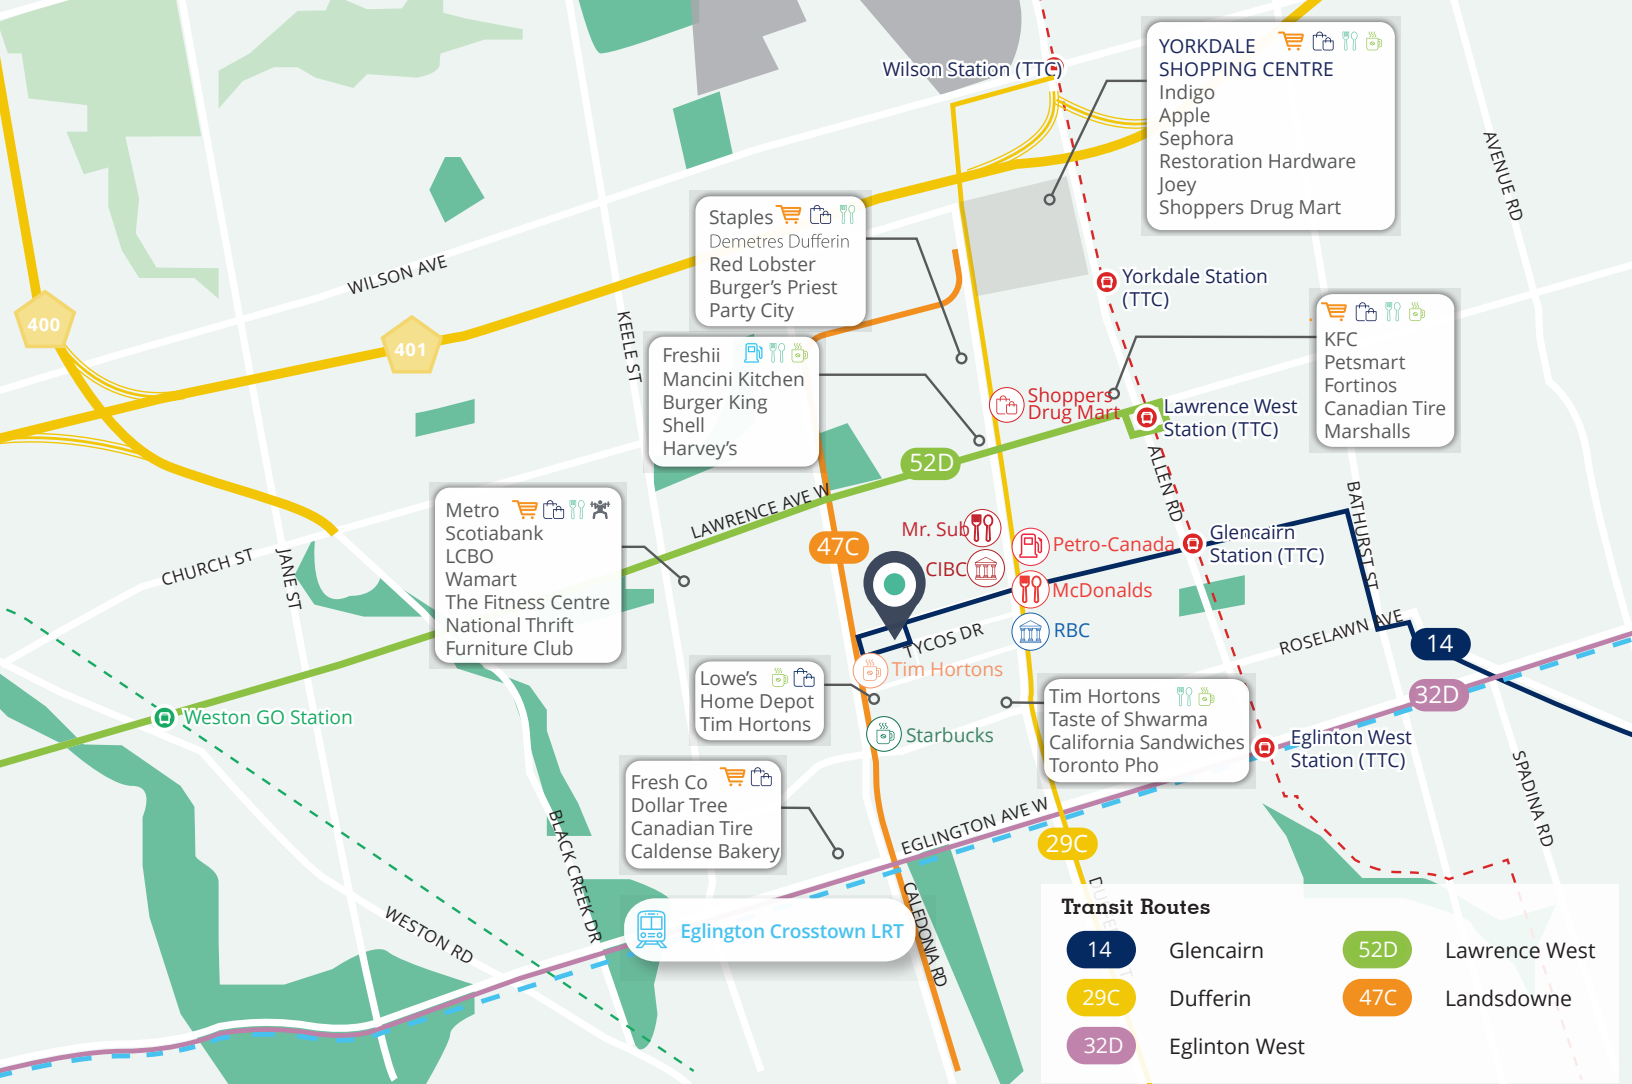 Wilson Station (TTC)
YORKDALE
SHOPPING CENTRE
Indigo
Apple
Sephora
Restoration Hardware
Joey
Shoppers Drug Mart
AVENUE RD
Staples
Demetres Dufferin
Red Lobster
Burger's Priest
Party City
WILSON AVE
Yorkdale Station
(TTC)
400
401
KEELE ST
KFC
Petsmart
Fortinos
Canadian Tire
Marshalls
Freshii
Mancini Kitchen
Burger King
Shell
Harvey's
Shoppers
Drug Mart
Lawrence West
Station (TTC)
52D
ALLEN RD
BATHURST ST
LAWRENCE AVE W
Metro
Scotiabank
LCBO
Wamart
The Fitness Centre
National Thrift
Furniture Club
47C
Mr. Sub
Petro-Canada
Glencairn
Station (TTC)
CHURCH ST
JANE ST
CIBC
McDonalds
RBC
TYCOS DR
ROSELAWN AVE
14
Tim Hortons
32D
Lowe's
Home Depot
Tim Hortons
Tim Hortons
Taste of Shwarma
California Sandwiches
Toronto Pho
Weston GO Station
Starbucks
Eglinton West
Station (TTC)
SPADINA RD
Fresh Co
Dollar Tree
Canadian Tire
Caldense Bakery
EGLINGTON AVE W
29C
BLACK CREEK DR
WESTON RD
CALEDONIA RD
Eglington Crosstown LRT
Transit Routes
14 Glencairn
52D Lawrence West
29C Dufferin
47C Landsdowne
32D Eglinton West